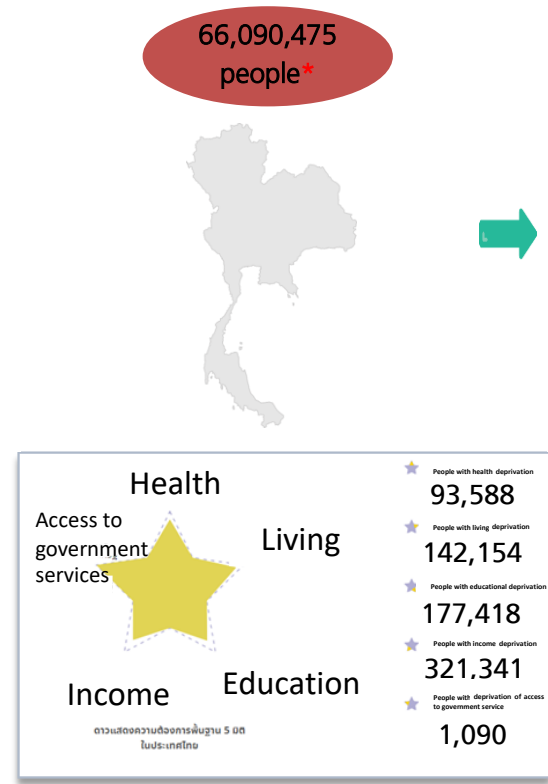 66,090,475
people*
Health
Access to
government
services
Living
Income
Education
ดาวแสดงความต้องการพื้นฐาน 5 มิติ
ในประเทศไทย
People with health deprivation
93,588
People with living deprivation
142,154
People with educational deprivation
177,418
People with income deprivation
321,341
People with deprivation of access
to government service
1,090